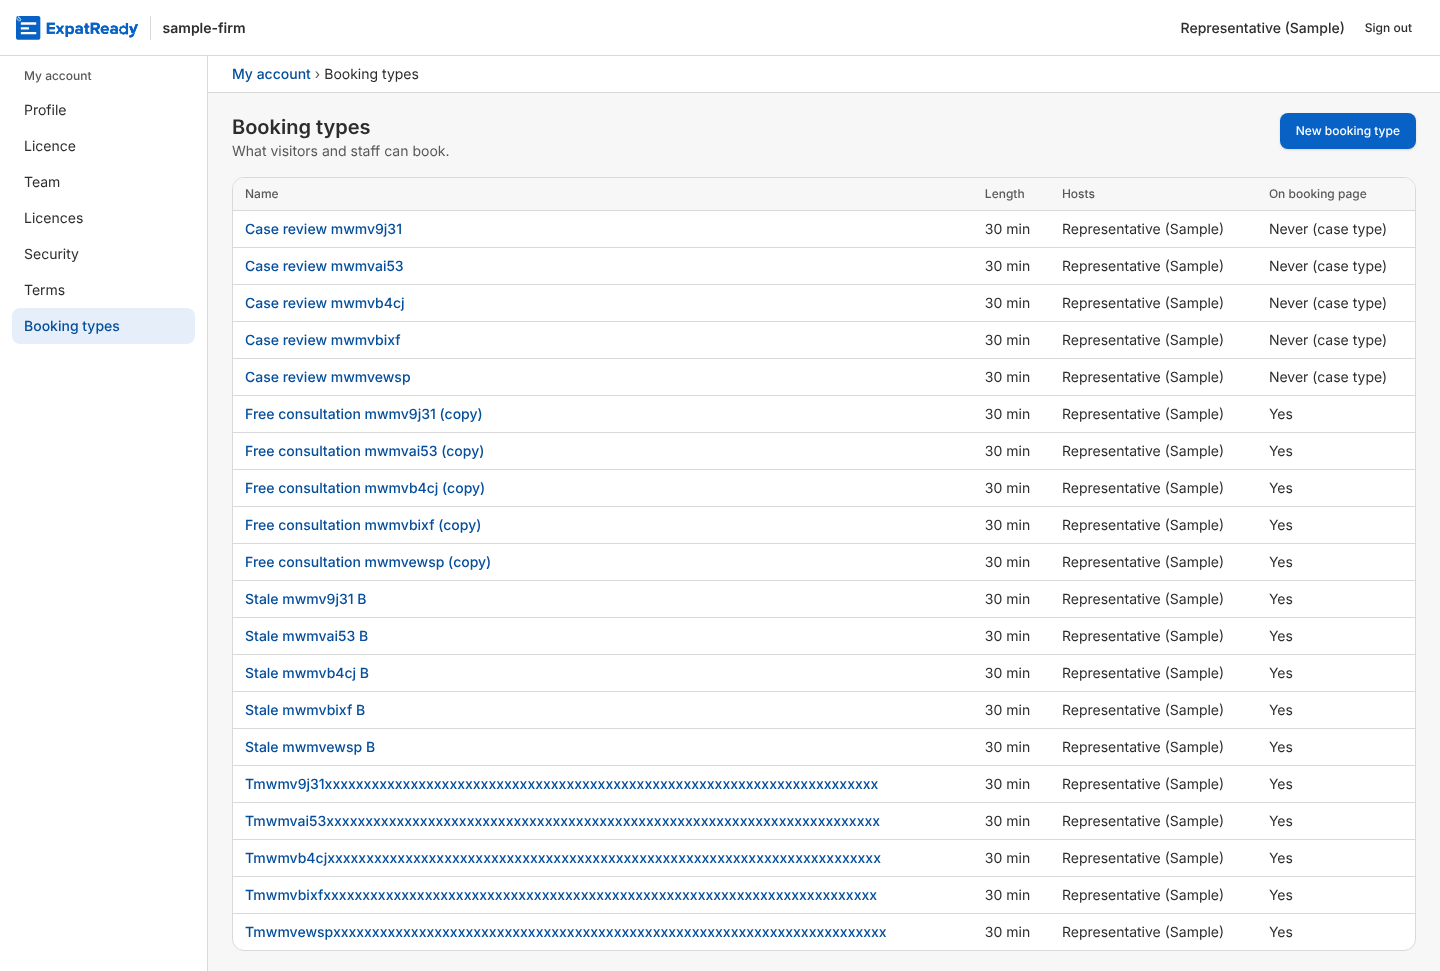 ExpatReady sample-firm Representative (Sample) Sign out
My account
Profile
Licence
Team
Licences
Security
Terms
Booking types
My account › Booking types
Booking types
What visitors and staff can book.
New booking type
Name Length Hosts On booking page
Case review mwmv9j31 30 min Representative (Sample) Never (case type)
Case review mwmvai53 30 min Representative (Sample) Never (case type)
Case review mwmvb4cj 30 min Representative (Sample) Never (case type)
Case review mwmvbixf 30 min Representative (Sample) Never (case type)
Case review mwmvewsp 30 min Representative (Sample) Never (case type)
Free consultation mwmv9j31 (copy) 30 min Representative (Sample) Yes
Free consultation mwmvai53 (copy) 30 min Representative (Sample) Yes
Free consultation mwmvb4cj (copy) 30 min Representative (Sample) Yes
Free consultation mwmvbixf (copy) 30 min Representative (Sample) Yes
Free consultation mwmvewsp (copy) 30 min Representative (Sample) Yes
Stale mwmv9j31 B 30 min Representative (Sample) Yes
Stale mwmvai53 B 30 min Representative (Sample) Yes
Stale mwmvb4cj B 30 min Representative (Sample) Yes
Stale mwmvbixf B 30 min Representative (Sample) Yes
Stale mwmvewsp B 30 min Representative (Sample) Yes
Tmwmv9j31xxxxxxxxxxxxxxxxxxxxxxxxxxxxxxxxxxxxxxxxxxxxxxxxxxxxxxxxxxxxxxxxxxxxxxx 30 min Representative (Sample) Yes
Tmwmvai53xxxxxxxxxxxxxxxxxxxxxxxxxxxxxxxxxxxxxxxxxxxxxxxxxxxxxxxxxxxxxxxxxxxxxxx 30 min Representative (Sample) Yes
Tmwmvb4cjxxxxxxxxxxxxxxxxxxxxxxxxxxxxxxxxxxxxxxxxxxxxxxxxxxxxxxxxxxxxxxxxxxxxxxx 30 min Representative (Sample) Yes
Tmwmvbixfxxxxxxxxxxxxxxxxxxxxxxxxxxxxxxxxxxxxxxxxxxxxxxxxxxxxxxxxxxxxxxxxxxxxxxx 30 min Representative (Sample) Yes
Tmwmvewspxxxxxxxxxxxxxxxxxxxxxxxxxxxxxxxxxxxxxxxxxxxxxxxxxxxxxxxxxxxxxxxxxxxxxxx 30 min Representative (Sample) Yes